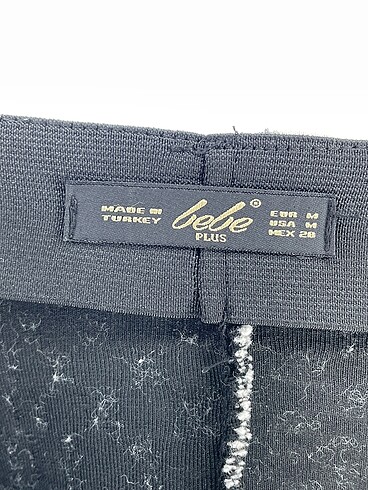 MADE IN
TURKEY
bebe®
PLUS
EUR M
USA M
MEX 28